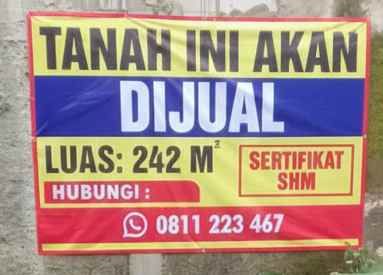 TANAH INI AKAN
DIJUAL
LUAS: 242 M²
SERTIFIKAT
SHM
HUBUNGI :
0811 223 467